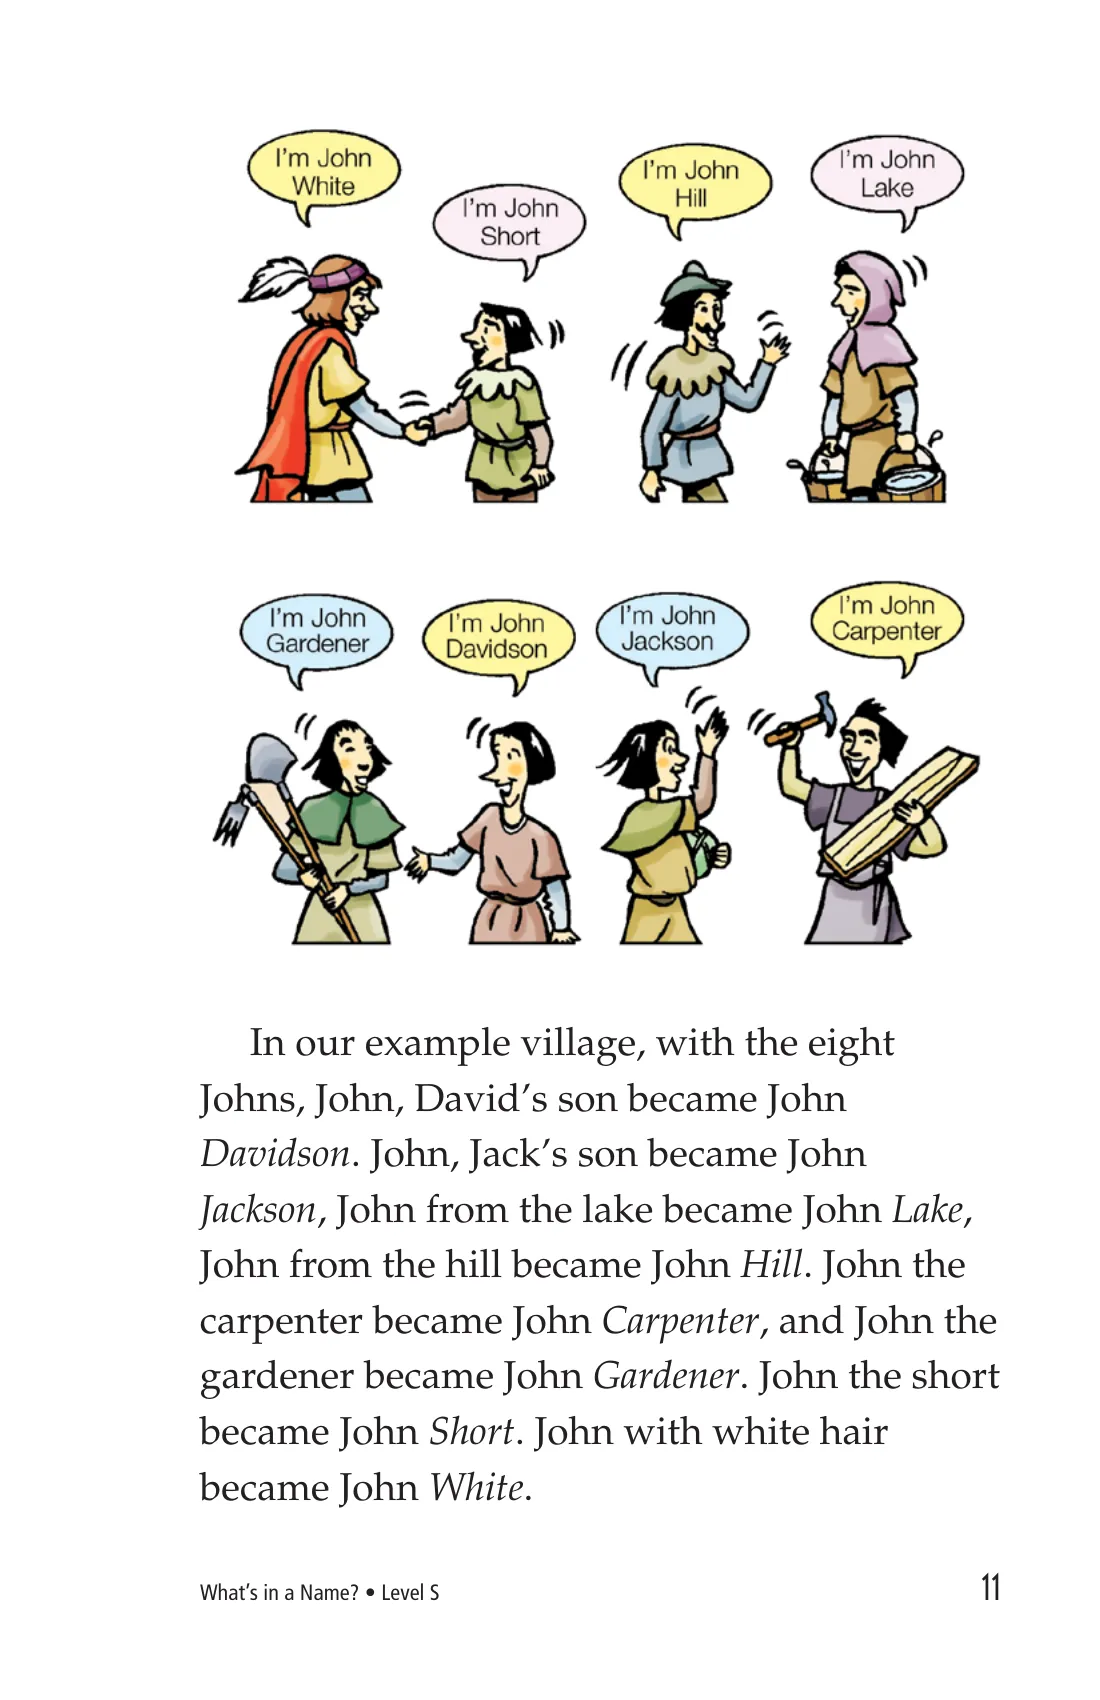 I'm John
White
I'm John
Short
I'm John
Hill
I'm John
Lake
I'm John
Gardener
I'm John
Davidson
I'm John
Jackson
I'm John
Carpenter
In our example village, with the eight
Johns, John, David's son became John
Davidson. John, Jack's son became John
Jackson, John from the lake became John Lake,
John from the hill became John Hill. John the
carpenter became John Carpenter, and John the
gardener became John Gardener. John the short
became John Short. John with white hair
became John White.
What's in a Name? • Level S
11